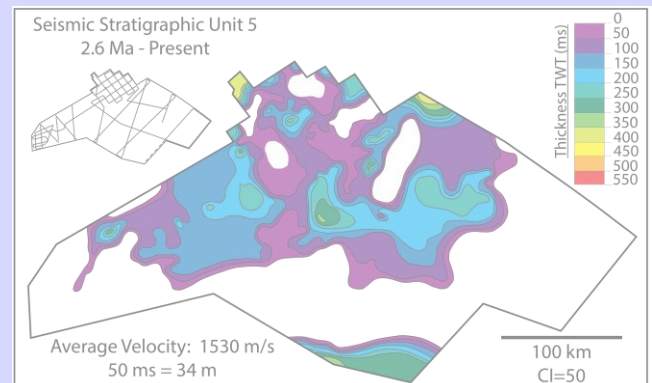 Seismic Stratigraphic Unit 5
2.6 Ma - Present
Thickness TWT (ms)
0
50
100
150
200
250
300
350
400
450
500
550
Average Velocity: 1530 m/s
50 ms = 34 m
100 km
CI=50